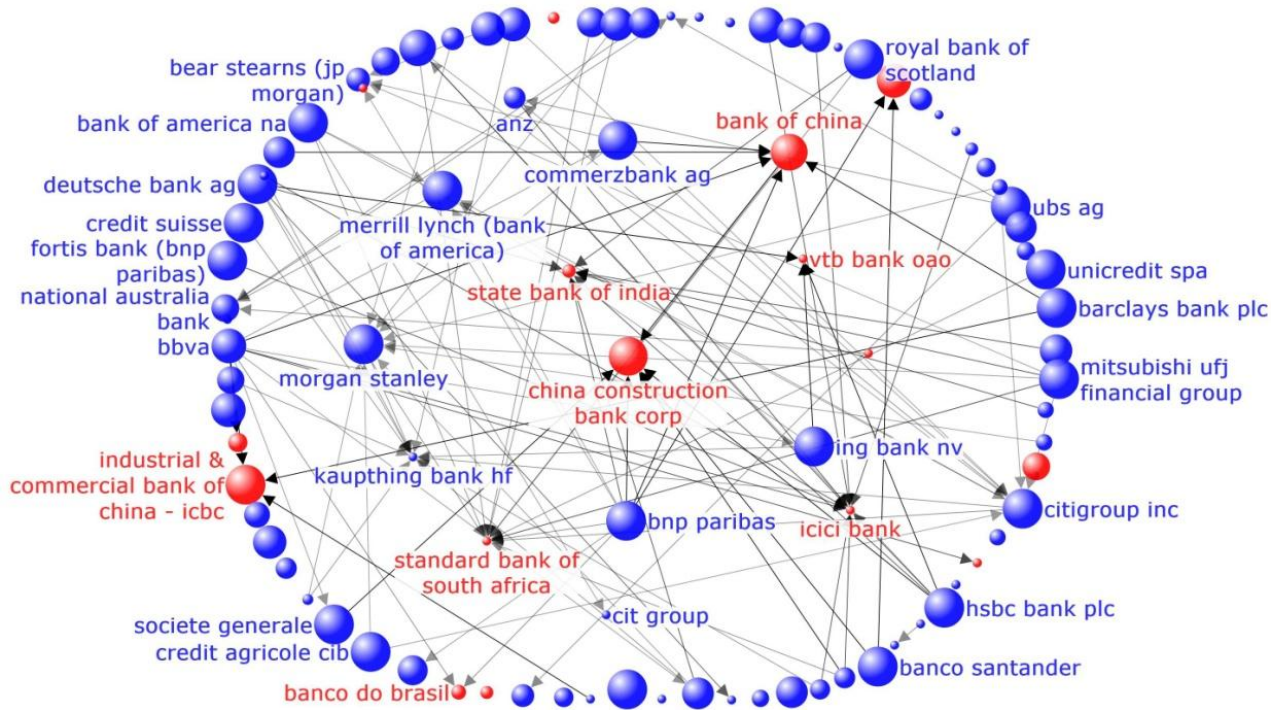 royal bank of
scotland
bear stearns (jp
morgan)
bank of america na
anz
bank of china
commerzbank ag
deutsche bank ag
credit suisse
merrill lynch (bank
of america)
ubs ag
fortis bank (bnp
paribas)
vtb bank oao
unicredit spa
state bank of india
national australia
bank
barclays bank plc
bbva
morgan stanley
china construction
bank corp
mitsubishi ufj
financial group
industrial &
commercial bank of
china - icbc
kaupthing bank hf
ing bank nv
bnp paribas
icici bank
citigroup inc
standard bank of
south africa
cit group
hsbc bank plc
societe generale
credit agricole cib
banco santander
banco do brasil